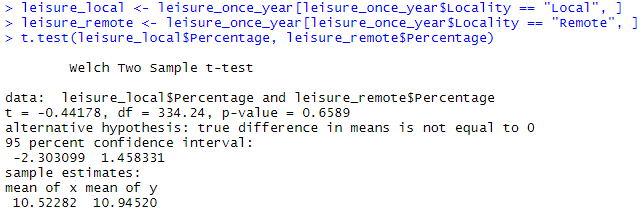 > leisure_local <- leisure_once_year[leisure_once_year$Locality == "Local", ]
> leisure_remote <- leisure_once_year[leisure_once_year$Locality == "Remote", ]
> t.test(leisure_local$Percentage, leisure_remote$Percentage)
Welch Two Sample t-test
data:  leisure_local$Percentage and leisure_remote$Percentage
t = -0.44178, df = 334.24, p-value = 0.6589
alternative hypothesis: true difference in means is not equal to 0
95 percent confidence interval:
-2.303099  1.458331
sample estimates:
mean of x mean of y
10.52282  10.94520